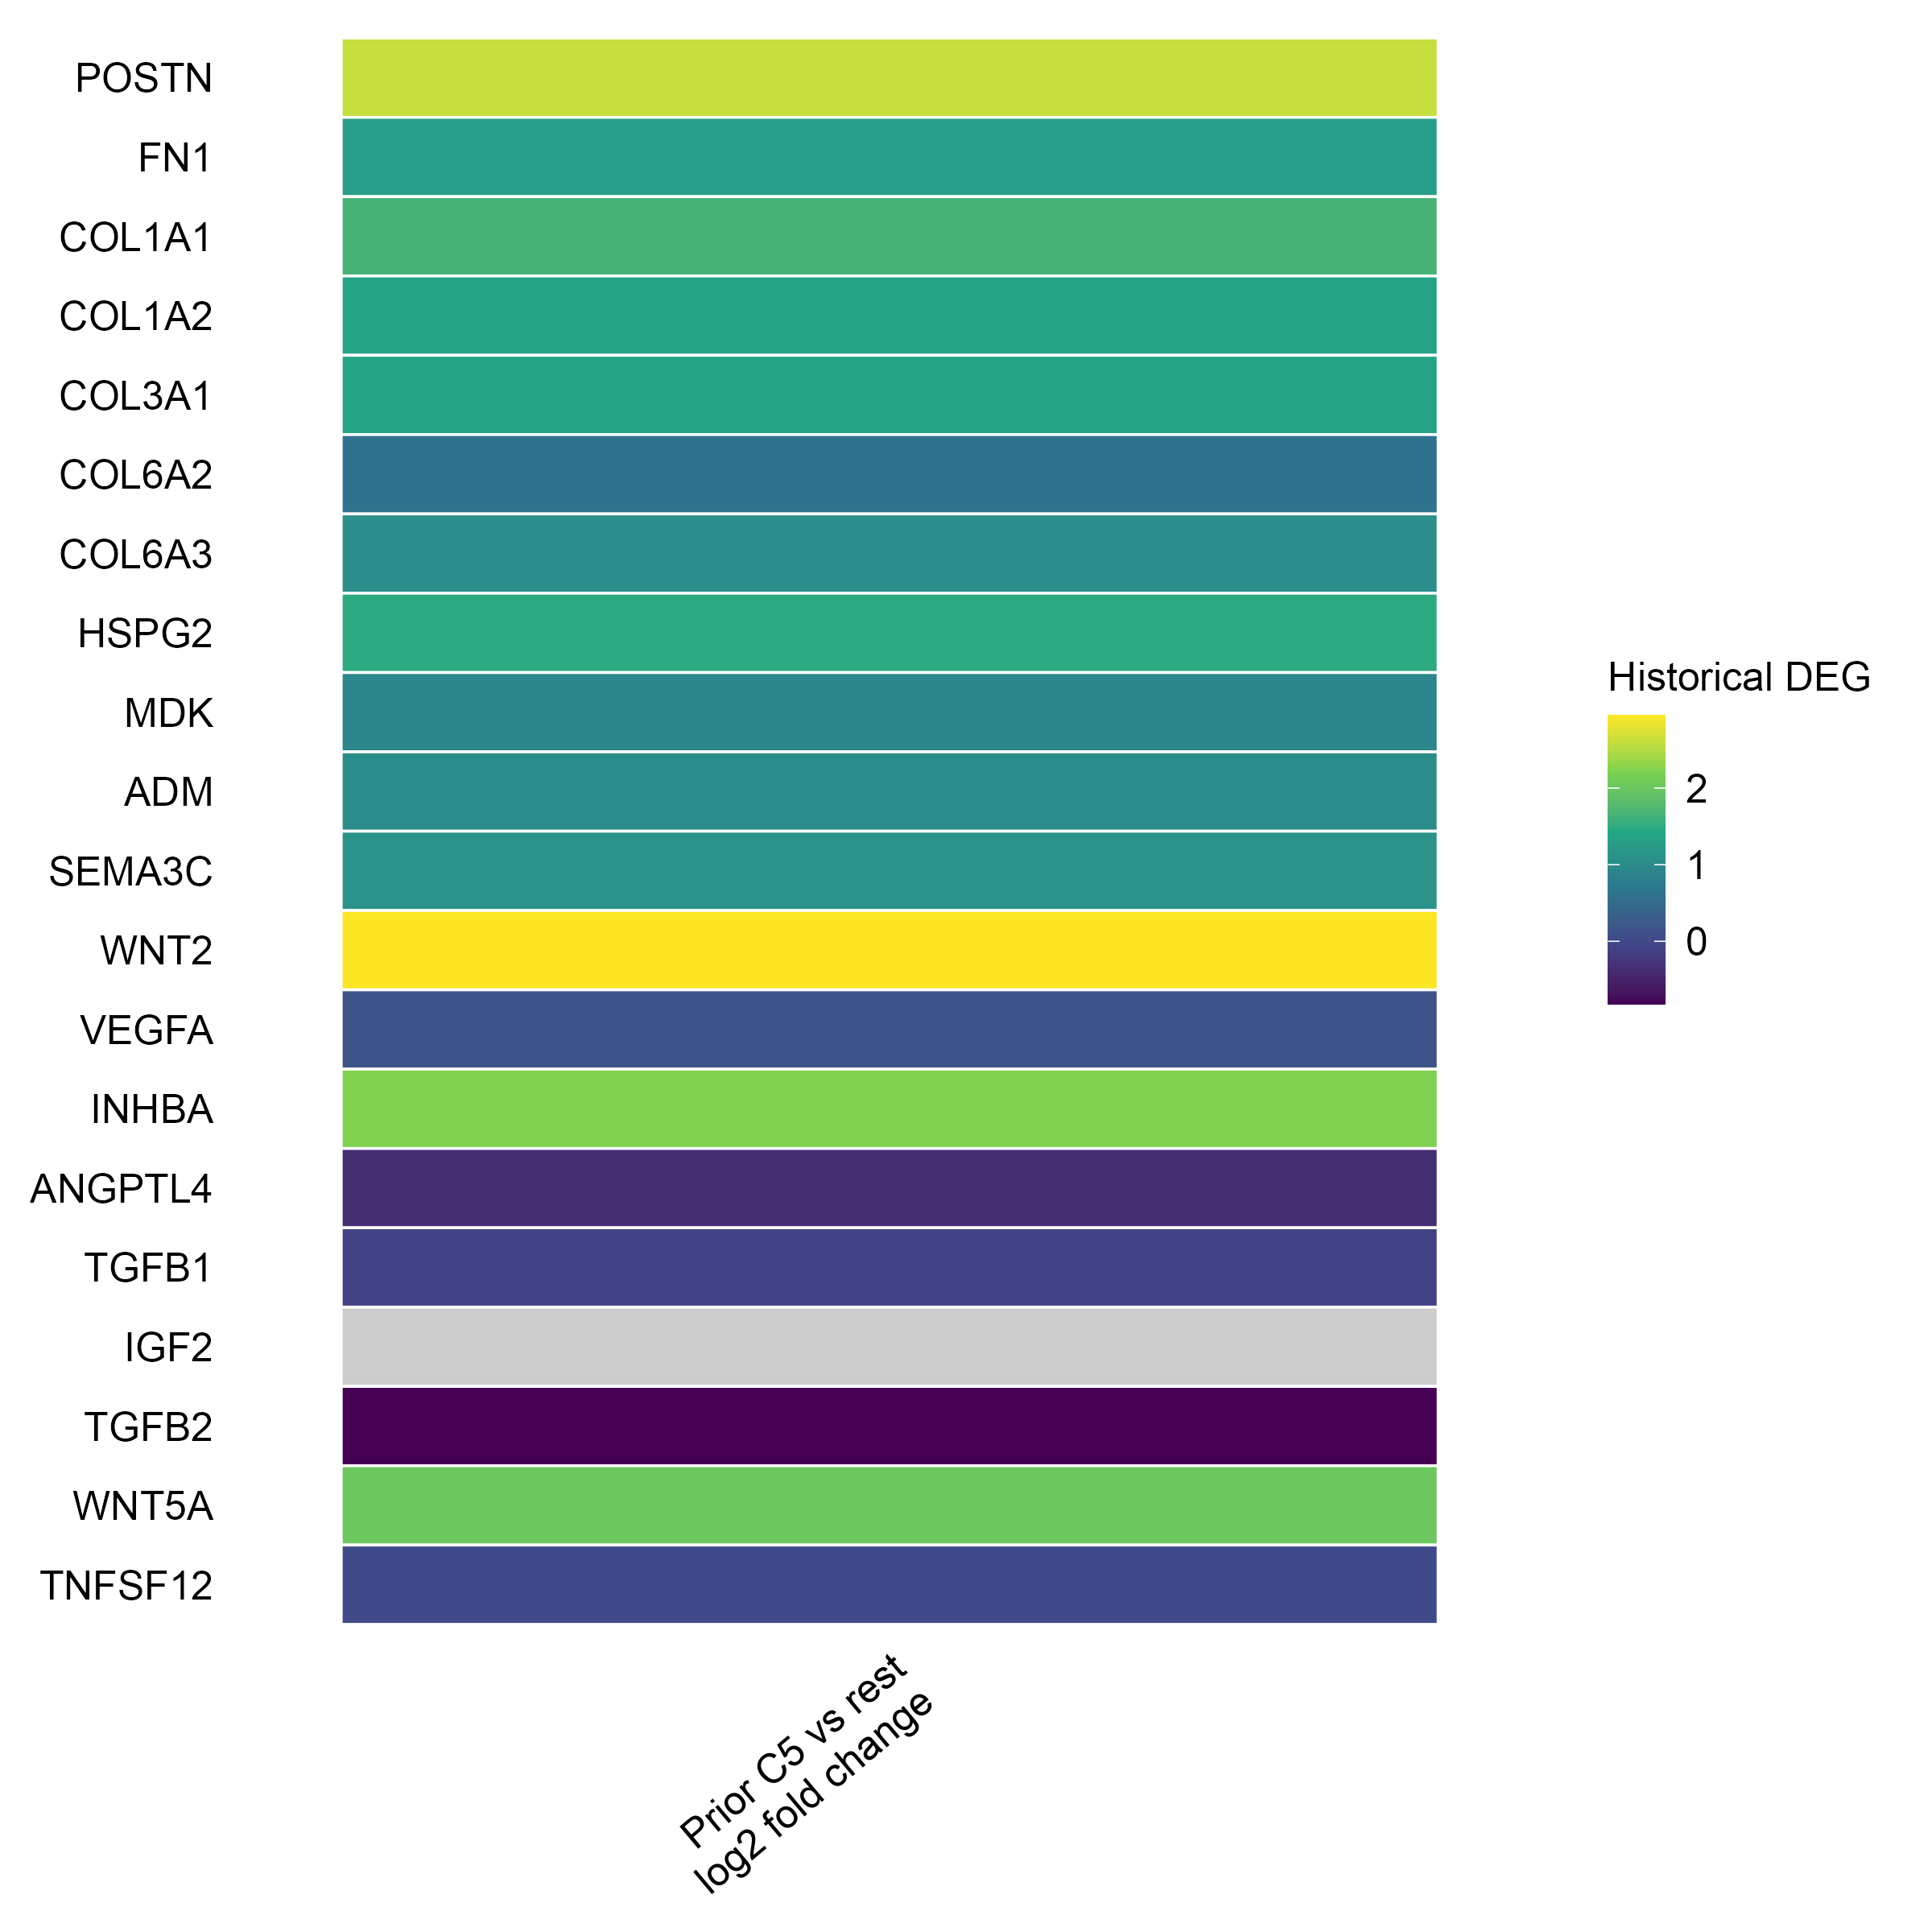 POSTN
FN1
COL1A1
COL1A2
COL3A1
COL6A2
COL6A3
HSPG2
MDK
ADM
SEMA3C
WNT2
VEGFA
INHBA
ANGPTL4
TGFB1
IGF2
TGFB2
WNT5A
TNFSF12
Prior C5 vs rest
log2 fold change
Historical DEG
2
1
0